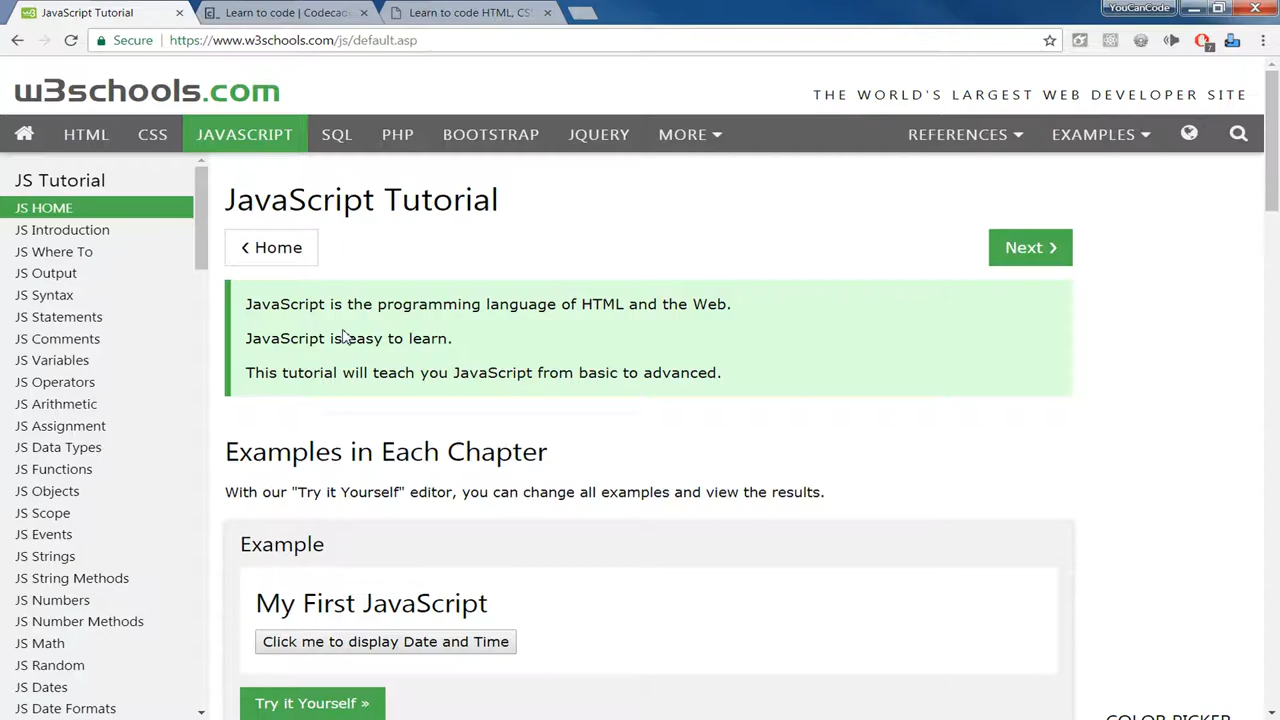 JavaScript Tutorial
Learn to code | Codecad
Learn to code HTML, CS
YouCanCode
Secure
https://www.w3schools.com/js/default.asp
7
w3schools.com
THE WORLD'S LARGEST WEB DEVELOPER SITE
HTML CSS JAVASCRIPT SQL PHP BOOTSTRAP JQUERY MORE REFERENCES EXAMPLES
JS Tutorial
JS HOME
JS Introduction
JS Where To
JS Output
JS Syntax
JS Statements
JS Comments
JS Variables
JS Operators
JS Arithmetic
JS Assignment
JS Data Types
JS Functions
JS Objects
JS Scope
JS Events
JS Strings
JS String Methods
JS Numbers
JS Number Methods
JS Math
JS Random
JS Dates
JS Date Formats
JavaScript Tutorial
❮ Home
Next ❯
JavaScript is the programming language of HTML and the Web.
JavaScript is easy to learn.
This tutorial will teach you JavaScript from basic to advanced.
Examples in Each Chapter
With our "Try it Yourself" editor, you can change all examples and view the results.
Example
My First JavaScript
Click me to display Date and Time
Try it Yourself »
COLOR PICKER